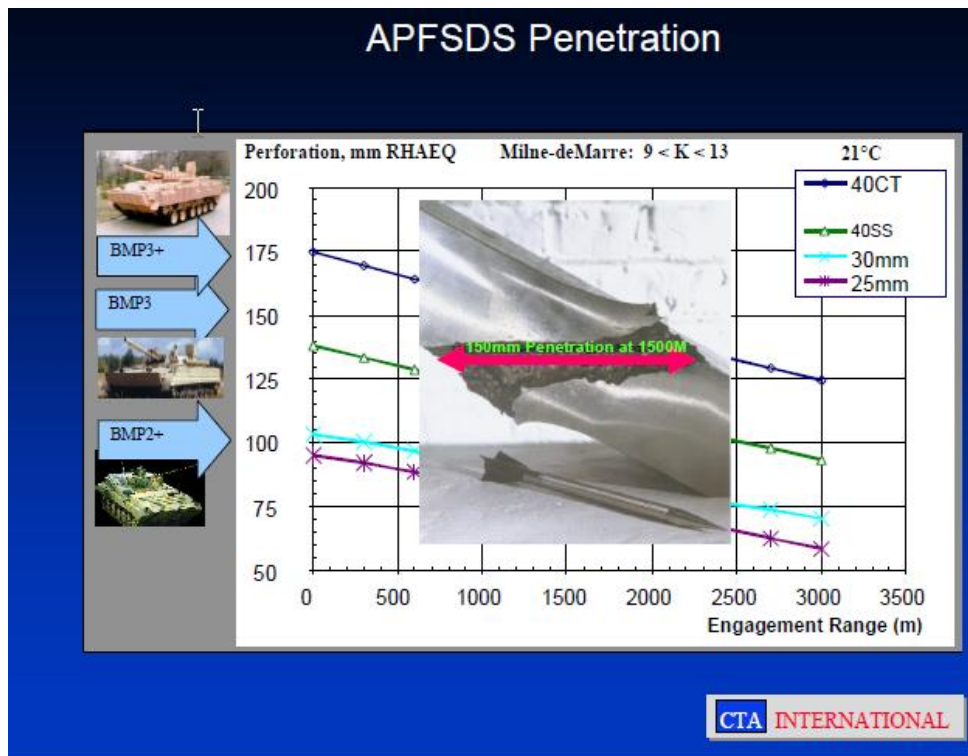 APFSDS Penetration
Perforation, mm RHAEQ Milne-deMarre: 9 < K < 13 21°C
BMP3+
BMP3
BMP2+
200
175
150
125
100
75
50
40CT
40SS
30mm
25mm
150mm Penetration at 1500M
0 500 1000 1500 2000 2500 3000 3500
Engagement Range (m)
CTA INTERNATIONAL